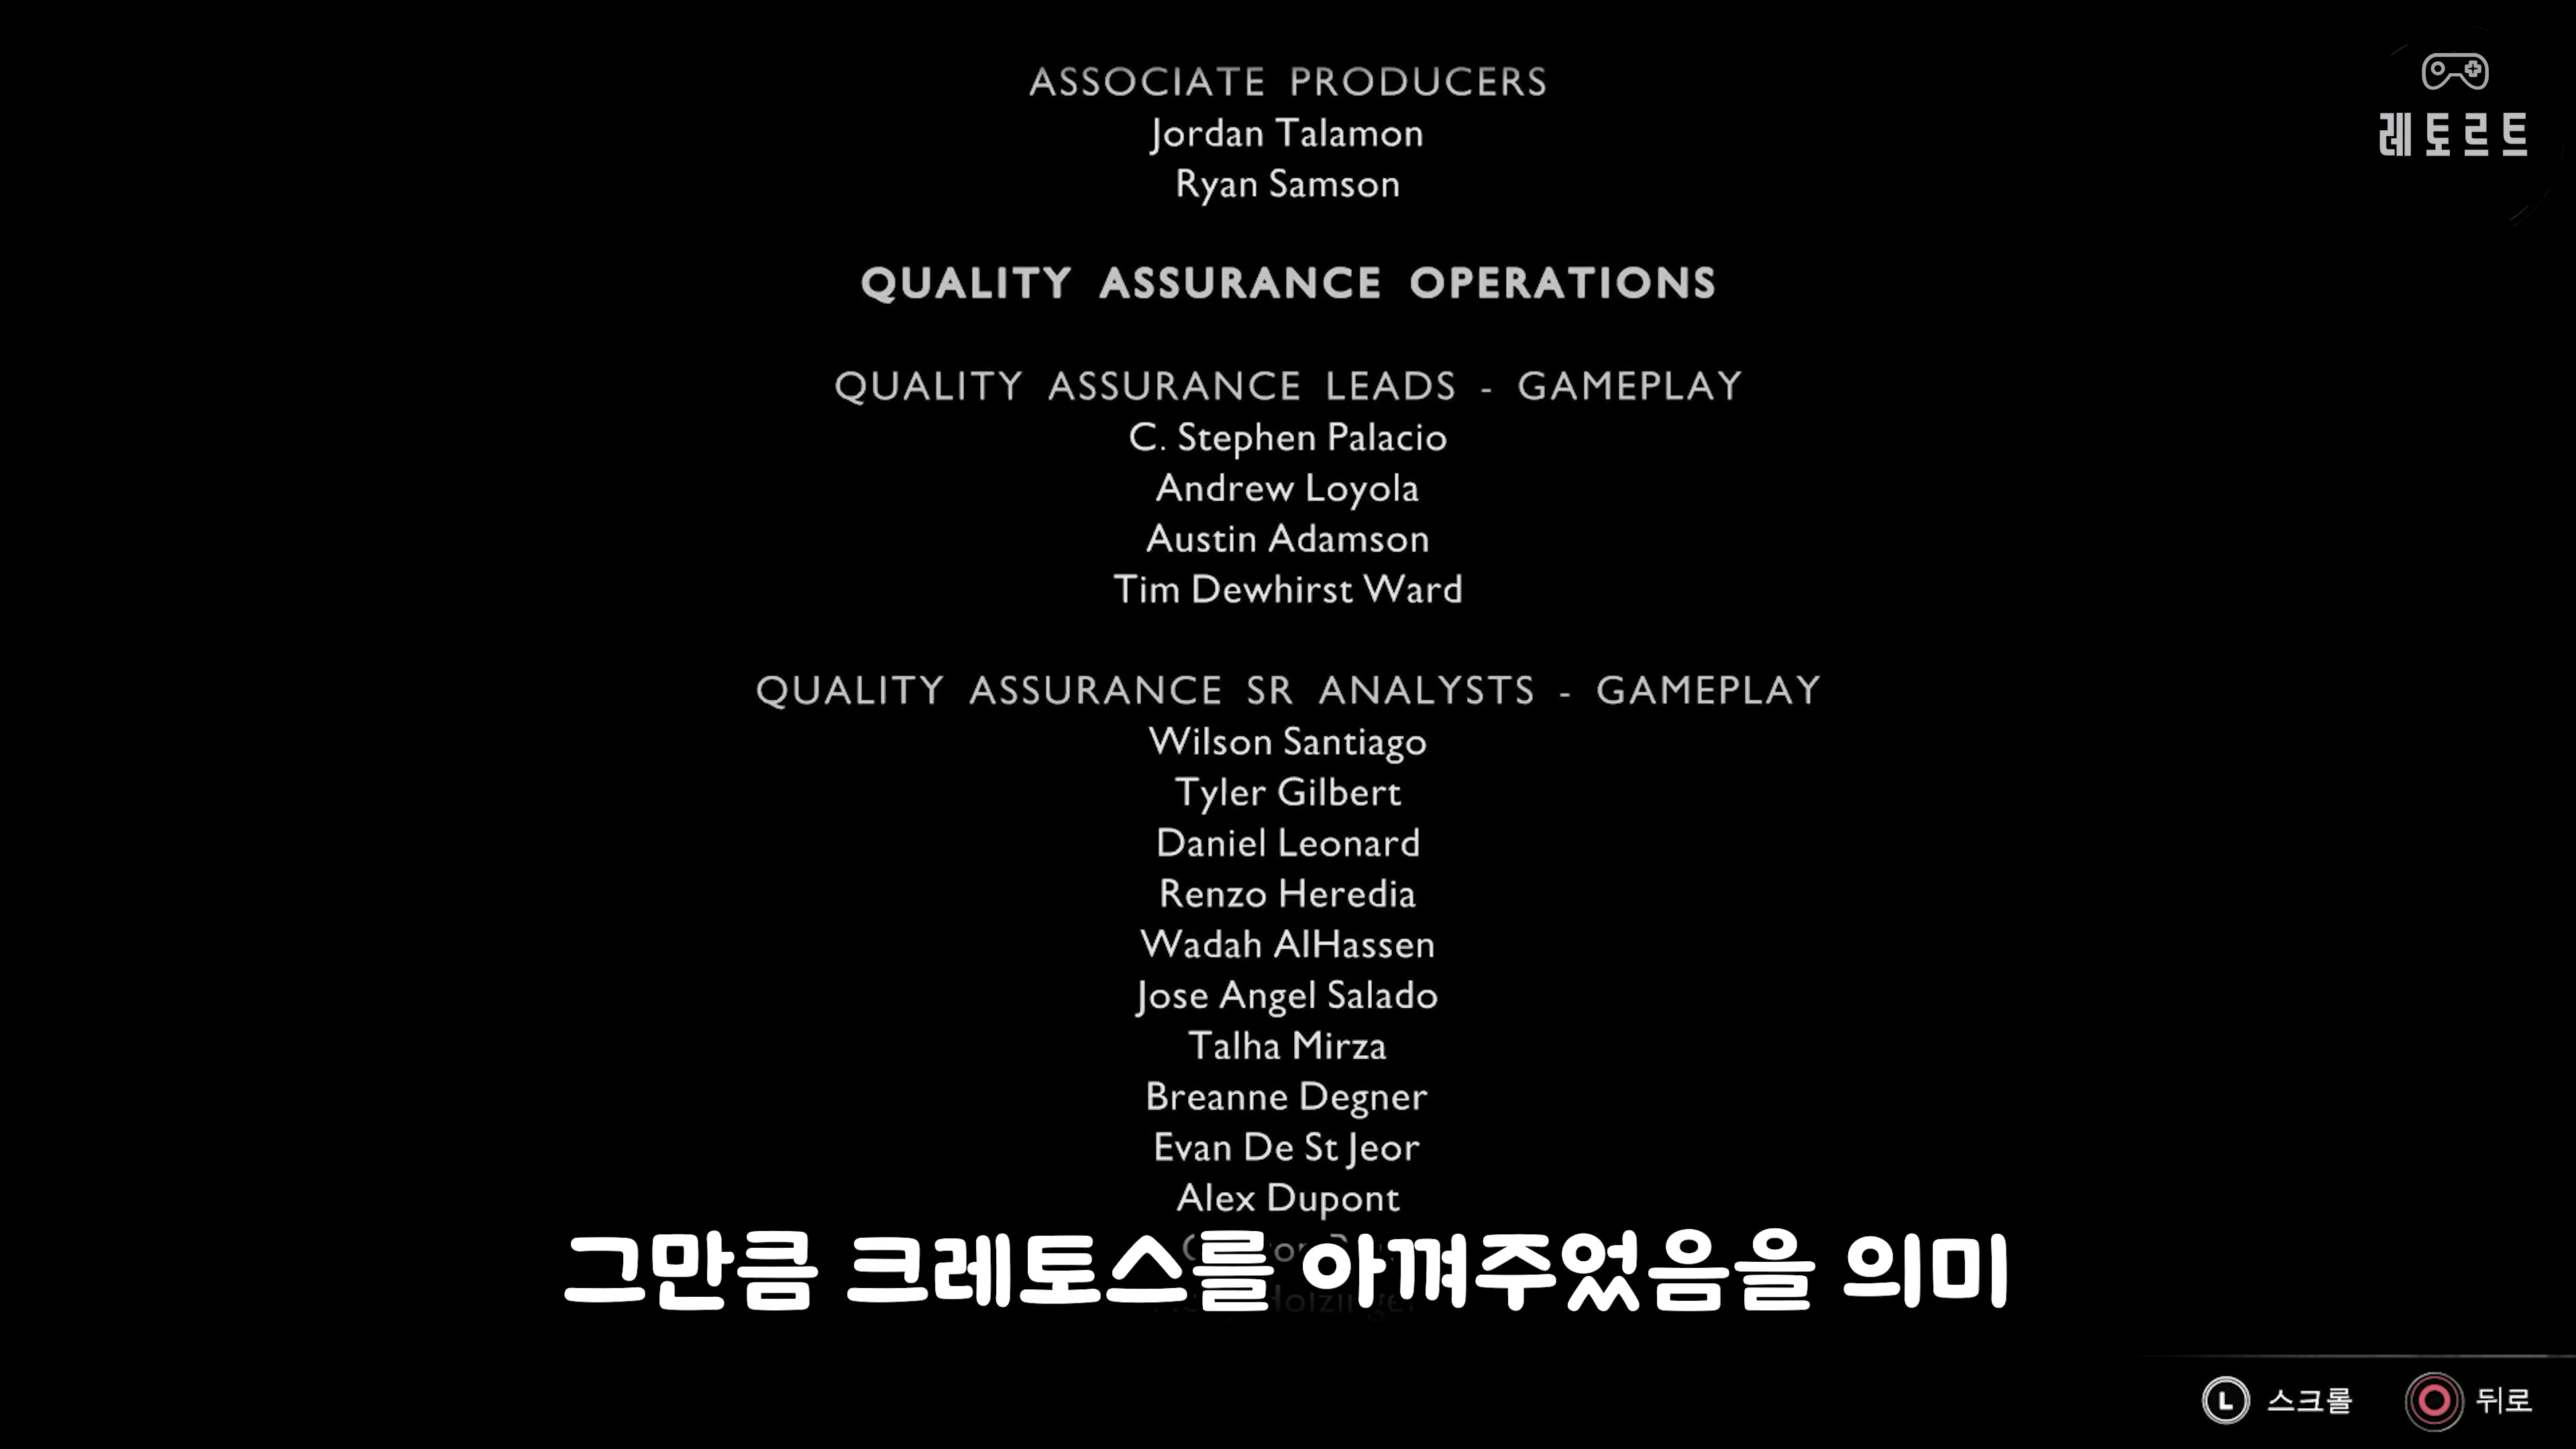 ASSOCIATE PRODUCERS
Jordan Talamon
Ryan Samson
레토르트
QUALITY ASSURANCE OPERATIONS
QUALITY ASSURANCE LEADS - GAMEPLAY
C. Stephen Palacio
Andrew Loyola
Austin Adamson
Tim Dewhirst Ward
QUALITY ASSURANCE SR ANALYSTS - GAMEPLAY
Wilson Santiago
Tyler Gilbert
Daniel Leonard
Renzo Heredia
Wadah AlHassen
Jose Angel Salado
Talha Mirza
Breanne Degner
Evan De St Jeor
Alex Dupont
그만큼 크레토스를 아껴주었음을 의미
L 스크롤 뒤로